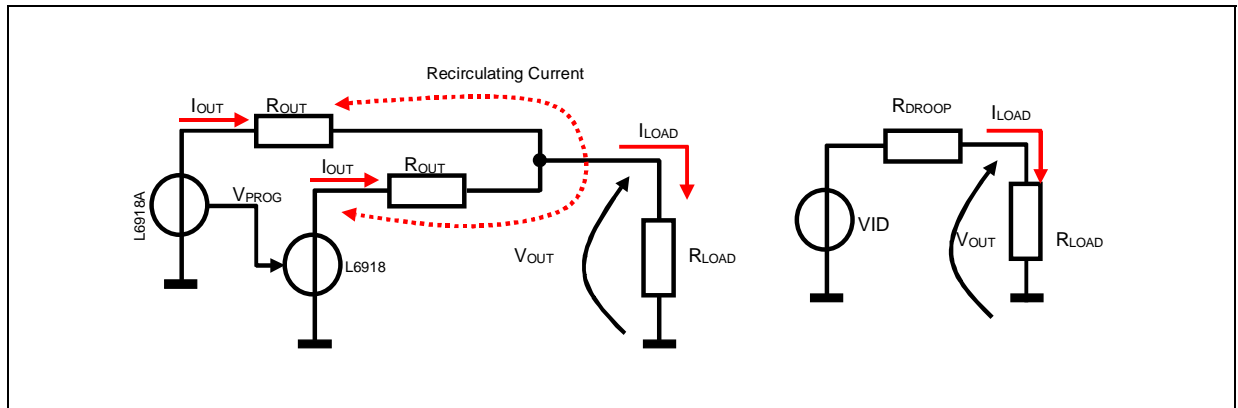 Recirculating Current
IOUT
ROUT
IOUT
ROUT
ILOAD
L6918A
VPROG
L6918
VOUT
RLOAD
RDROOP
ILOAD
VID
VOUT
RLOAD